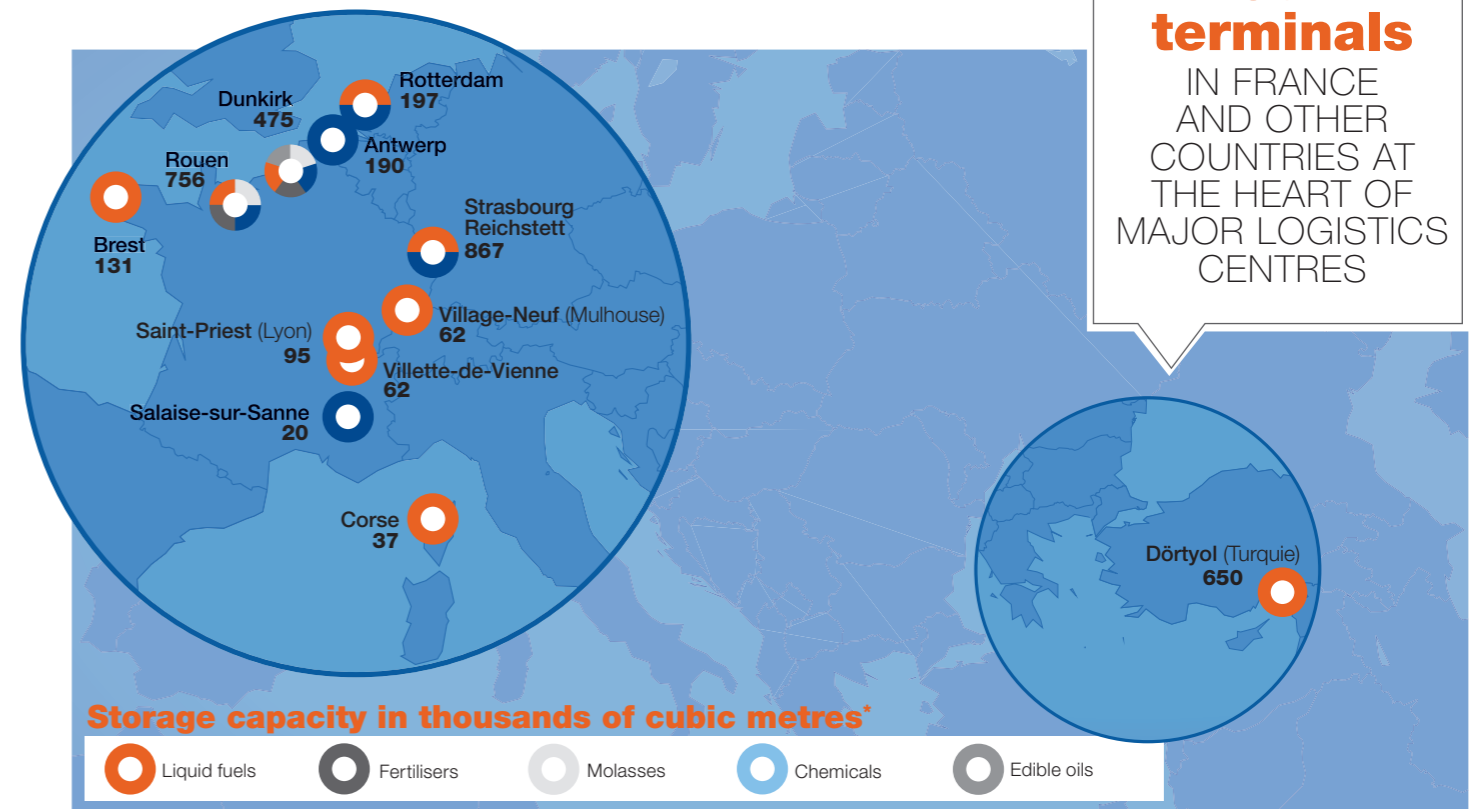 terminals
IN FRANCE
AND OTHER
COUNTRIES AT
THE HEART OF
MAJOR LOGISTICS
CENTRES
Rotterdam
197
Dunkirk
475
Antwerp
190
Rouen
756
Brest
131
Strasbourg
Reichstett
867
Village-Neuf (Mulhouse)
62
Saint-Priest (Lyon)
95
Villette-de-Vienne
62
Salaise-sur-Sanne
20
Corse
37
Dörtyol (Turquie)
650
Storage capacity in thousands of cubic metres*
Liquid fuels
Fertilisers
Molasses
Chemicals
Edible oils